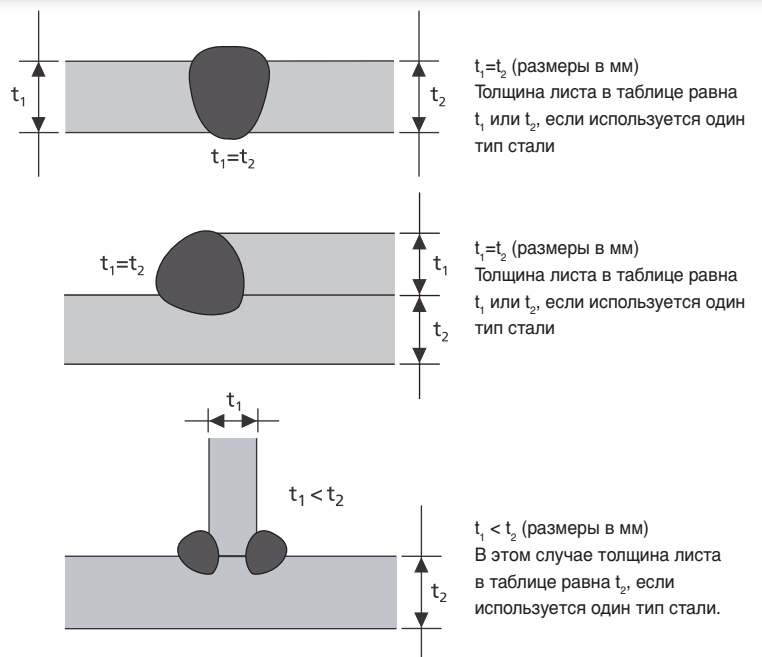 t₁
t₂
t₁=t₂
t₁=t₂ (размеры в мм)
Толщина листа в таблице равна
t₁ или t₂, если используется один
тип стали
t₁=t₂
t₁
t₂
t₁=t₂ (размеры в мм)
Толщина листа в таблице равна
t₁ или t₂, если используется один
тип стали
t₁
t₁ < t₂
t₂
t₁ < t₂ (размеры в мм)
В этом случае толщина листа
в таблице равна t₂, если
используется один тип стали.